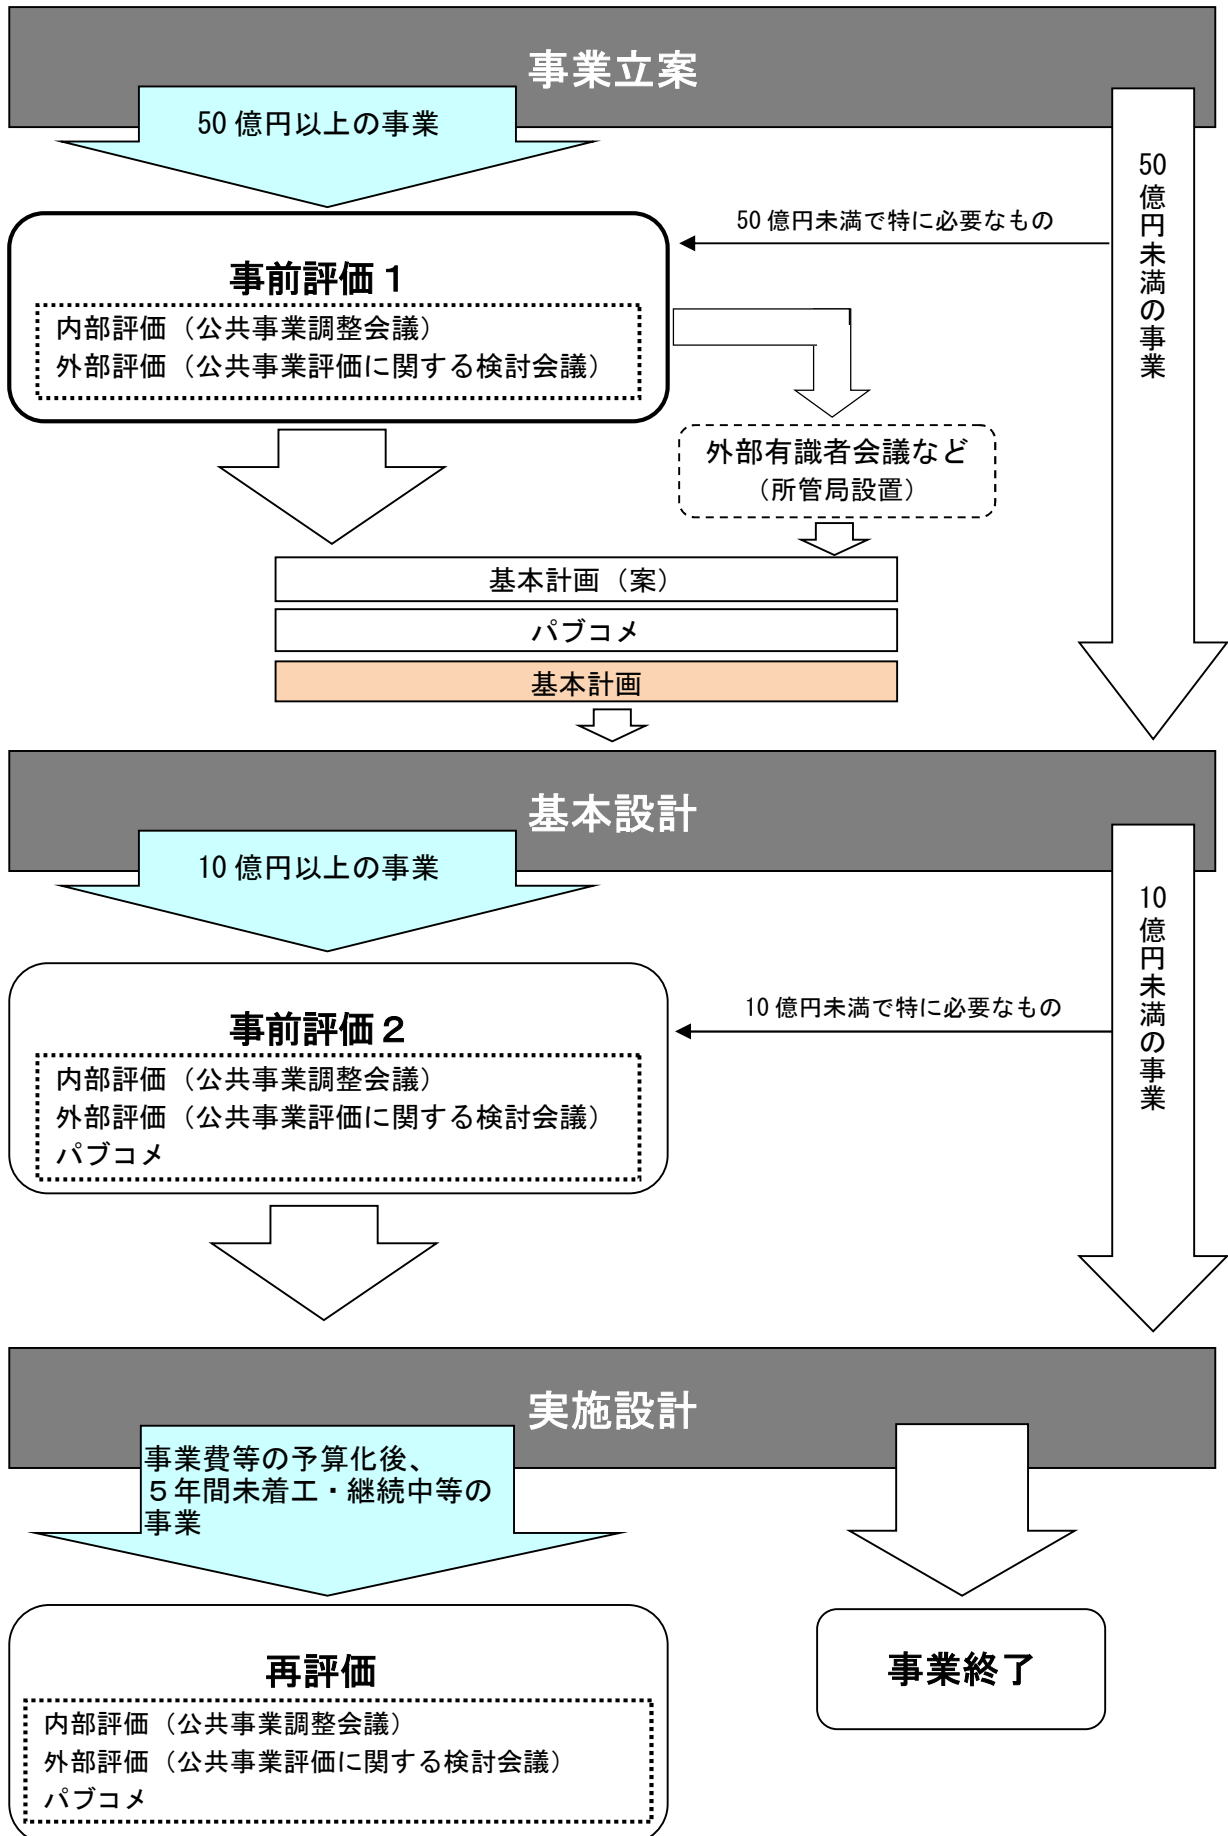 事業立案
50億円以上の事業
50億円未満の事業
50億円未満で特に必要なもの
事前評価１
内部評価（公共事業調整会議）
外部評価（公共事業評価に関する検討会議）
外部有識者会議など
（所管局設置）
基本計画（案）
パブコメ
基本計画
基本設計
10億円以上の事業
10億円未満の事業
10億円未満で特に必要なもの
事前評価２
内部評価（公共事業調整会議）
外部評価（公共事業評価に関する検討会議）
パブコメ
実施設計
事業費等の予算化後、
５年間未着工・継続中等の
事業
再評価
内部評価（公共事業調整会議）
外部評価（公共事業評価に関する検討会議）
パブコメ
事業終了